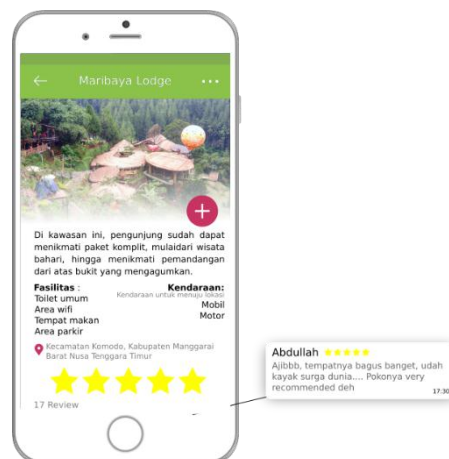 Maribaya Lodge
Di kawasan ini, pengunjung sudah dapat
menikmati paket komplit, mulaidari wisata
bahari, hingga menikmati pemandangan
dari atas bukit yang mengagumkan.
Fasilitas :
Toilet umum
Area wifi
Tempat makan
Area parkir
Kendaraan:
Kendaraan untuk menuju lokasi
Mobil
Motor
Kecamatan Komodo, Kabupaten Manggarai
Barat Nusa Tenggara Timur
17 Review
Abdullah
Ajibbb, tempatnya bagus banget, udah
kayak surga dunia.... Pokonya very
recommended deh
17:30